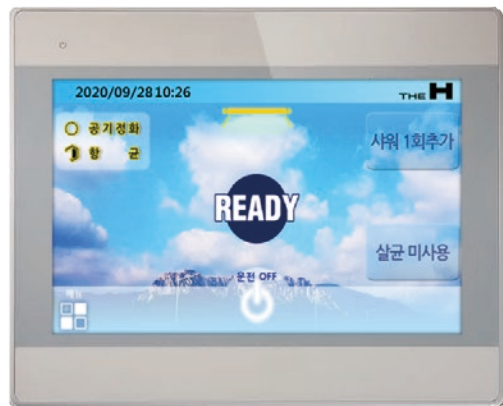 2020/09/28 10:26
THE H
공기정화
항 균
샤워 1회추가
READY
살균 미사용
운전 OFF
메뉴